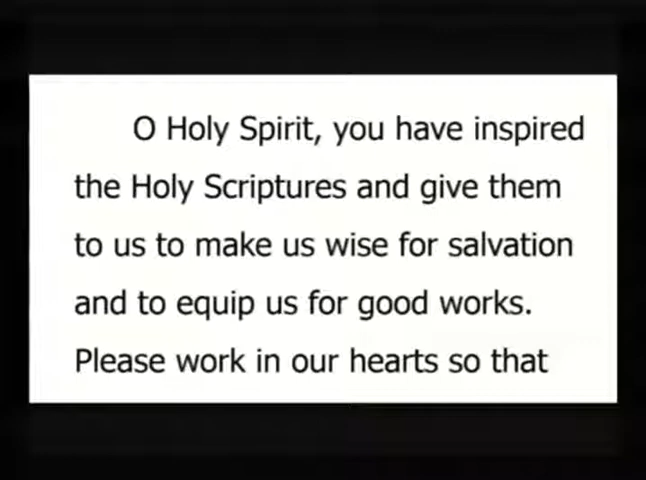 O Holy Spirit, you have inspired
the Holy Scriptures and give them
to us to make us wise for salvation
and to equip us for good works.
Please work in our hearts so that